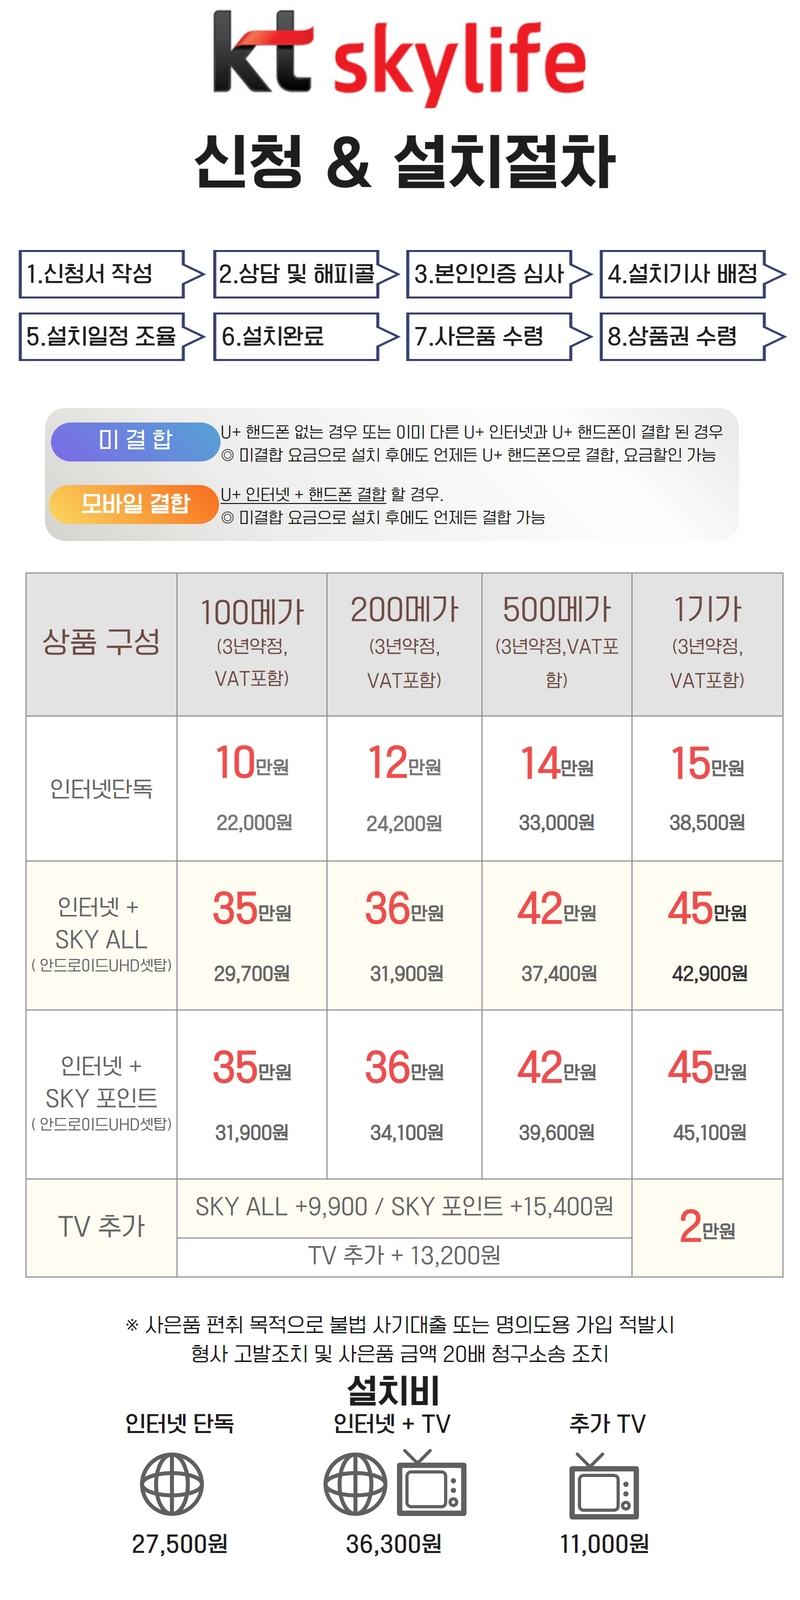 kt skylife
신청 & 설치절차
1.신청서 작성
2.상담 및 해피콜
3.본인인증 심사
4.설치기사 배정
5.설치일정 조율
6.설치완료
7.사은품 수령
8.상품권 수령
미 결 합
U+ 핸드폰 없는 경우 또는 이미 다른 U+ 인터넷과 U+ 핸드폰이 결합 된 경우
◎ 미결합 요금으로 설치 후에도 언제든 U+ 핸드폰으로 결합, 요금할인 가능
모바일 결합
U+ 인터넷 + 핸드폰 결합 할 경우.
◎ 미결합 요금으로 설치 후에도 언제든 결합 가능
상품 구성
100메가
(3년약정,
VAT포함)
200메가
(3년약정,
VAT포함)
500메가
(3년약정,VAT포
함)
1기가
(3년약정,
VAT포함)
인터넷단독
10만원
22,000원
12만원
24,200원
14만원
33,000원
15만원
38,500원
인터넷 +
SKY ALL
( 안드로이드UHD셋탑)
35만원
29,700원
36만원
31,900원
42만원
37,400원
45만원
42,900원
인터넷 +
SKY 포인트
( 안드로이드UHD셋탑)
35만원
31,900원
36만원
34,100원
42만원
39,600원
45만원
45,100원
TV 추가
SKY ALL +9,900 / SKY 포인트 +15,400원
TV 추가 + 13,200원
2만원
※ 사은품 편취 목적으로 불법 사기대출 또는 명의도용 가입 적발시
형사 고발조치 및 사은품 금액 20배 청구소송 조치
설치비
인터넷 단독
인터넷 + TV
추가 TV
27,500원
36,300원
11,000원